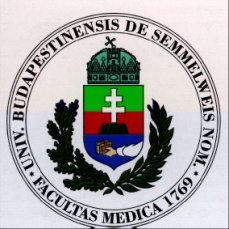 UNIV. BUDAPESTINENSIS DE SEMMELWEIS NOM.
* FACULTAS MEDICA 1769 *